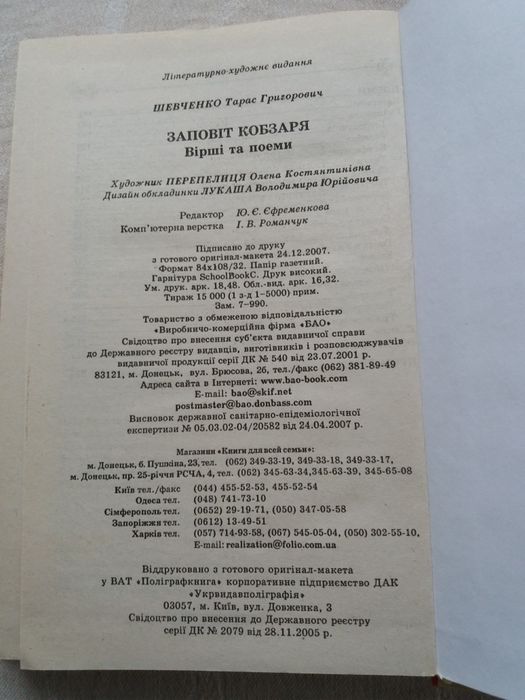 Літературно-художнє видання
ШЕВЧЕНКО Тарас Григорович
ЗАПОВІТ КОБЗАРЯ
Вірші та поеми
Художник ПЕРЕПЕЛИЦЯ Олена Костянтинівна
Дизайн обкладинки ЛУКАША Володимира Юрійовича
Редактор Ю. Є. Єфременкова
Комп'ютерна верстка І. В. Романчук
Підписано до друку
з готового оригінал-макета 24.12.2007.
Формат 84х108/32. Папір газетний.
Гарнітура SchoolBookC. Друк високий.
Ум. друк. арк. 18,48. Обл.-вид. арк. 16,32.
Тираж 15 000 (1 з-д 1-5000) прим.
Зам. 7-990.
Товариство з обмеженою відповідальністю
«Виробничо-комерційна фірма «БАО»
Свідоцтво про внесення суб'єкта видавничої справи
до Державного реєстру видавців, виготівників і розповсюджувачів
видавничої продукції серії ДК № 540 від 23.07.2001 р.
83121, м. Донецьк, вул. Брюсова, 26, тел./факс (062) 381-89-49
Адреса сайта в Інтернеті: www.bao-book.com
E-mail: bao@skif.net
postmaster@bao.donbass.com
Висновок державної санітарно-епідеміологічної
експертизи № 05.03.02-04/20582 від 24.04.2007 р.
Магазини «Книги для всей семьи»:
м. Донецьк, б. Пушкіна, 23, тел. (062) 349-33-19, 349-33-18, 349-33-17,
м. Донецьк, пр. 25-річчя РСЧА, 4, тел. (062) 345-63-34, 345-63-39, 345-65-08
Київ тел./факс (044) 455-52-53, 455-52-54
Одеса тел. (048) 741-73-10
Сімферополь тел. (0652) 29-19-71, (050) 347-05-58
Запоріжжя тел. (0612) 13-49-51
Харків тел. (057) 714-93-58, (067) 545-05-04, (050) 302-55-10,
E-mail: realization@folio.com.ua
Віддруковано з готового оригінал-макета
у ВАТ «Поліграфкнига» корпоративне підприємство ДАК
«Укрвидавполіграфія»
03057, м. Київ, вул. Довженка, 3
Свідоцтво про внесення до Державного реєстру
серії ДК № 2079 від 28.11.2005 р.